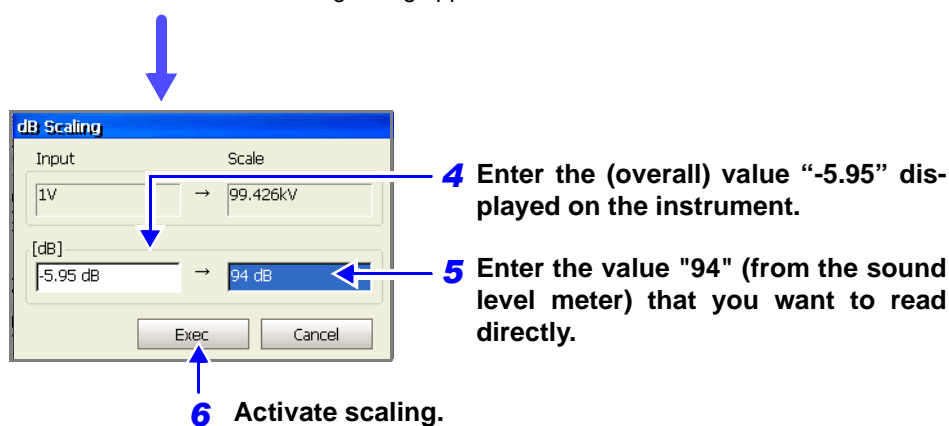 dB Scaling
Input Scale
1V → 99.426kV
[dB]
-5.95 dB → 94 dB
Exec Cancel
4 Enter the (overall) value “-5.95” dis-
played on the instrument.
5 Enter the value "94" (from the sound
level meter) that you want to read
directly.
6 Activate scaling.